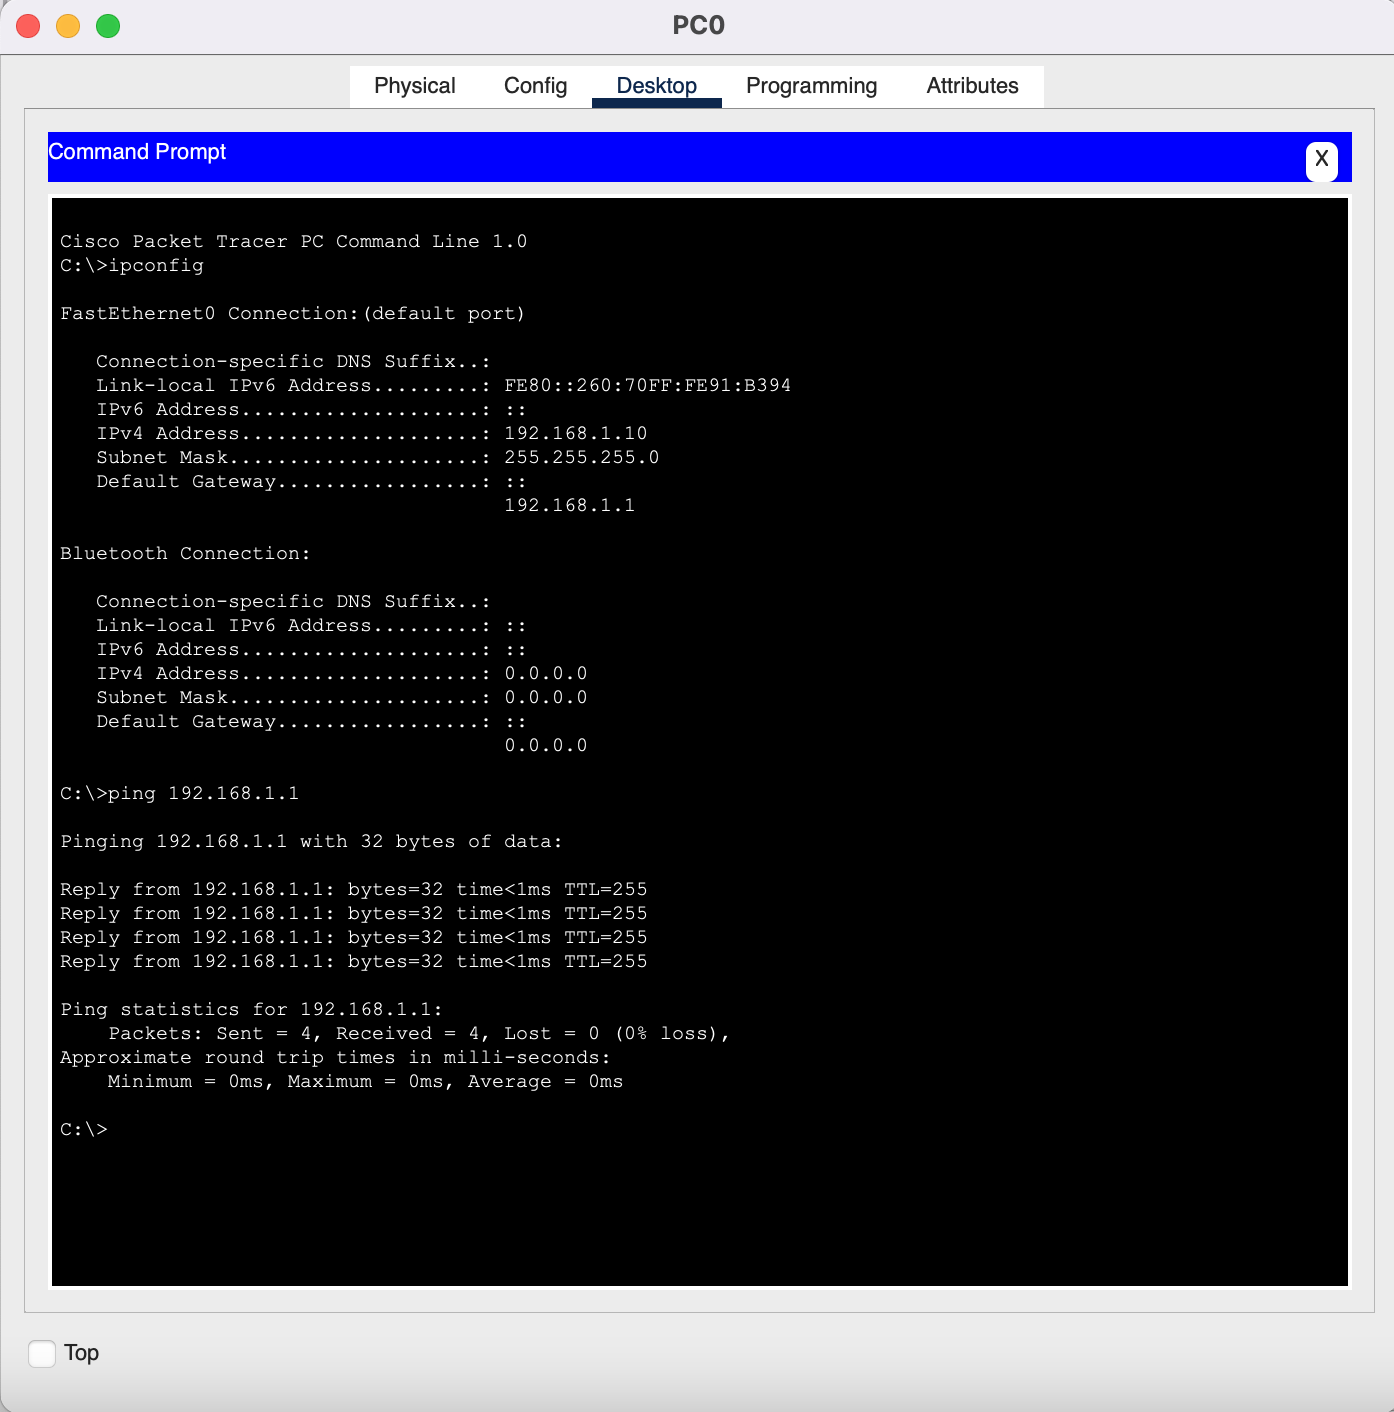 PC0
Physical Config Desktop Programming Attributes
Command Prompt
X
Cisco Packet Tracer PC Command Line 1.0
C:\>ipconfig
FastEthernet0 Connection:(default port)
Connection-specific DNS Suffix..:
Link-local IPv6 Address.........: FE80::260:70FF:FE91:B394
IPv6 Address....................: ::
IPv4 Address....................: 192.168.1.10
Subnet Mask.....................: 255.255.255.0
Default Gateway.................: ::
192.168.1.1
Bluetooth Connection:
Connection-specific DNS Suffix..:
Link-local IPv6 Address.........: ::
IPv6 Address....................: ::
IPv4 Address....................: 0.0.0.0
Subnet Mask.....................: 0.0.0.0
Default Gateway.................: ::
0.0.0.0
C:\>ping 192.168.1.1
Pinging 192.168.1.1 with 32 bytes of data:
Reply from 192.168.1.1: bytes=32 time<1ms TTL=255
Reply from 192.168.1.1: bytes=32 time<1ms TTL=255
Reply from 192.168.1.1: bytes=32 time<1ms TTL=255
Reply from 192.168.1.1: bytes=32 time<1ms TTL=255
Ping statistics for 192.168.1.1:
Packets: Sent = 4, Received = 4, Lost = 0 (0% loss),
Approximate round trip times in milli-seconds:
Minimum = 0ms, Maximum = 0ms, Average = 0ms
C:\>
Top